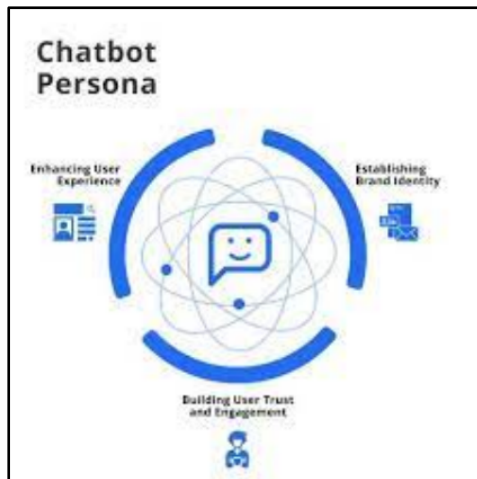 Chatbot
Persona
Enhancing User
Experience
Establishing
Brand Identity
Building User Trust
and Engagement